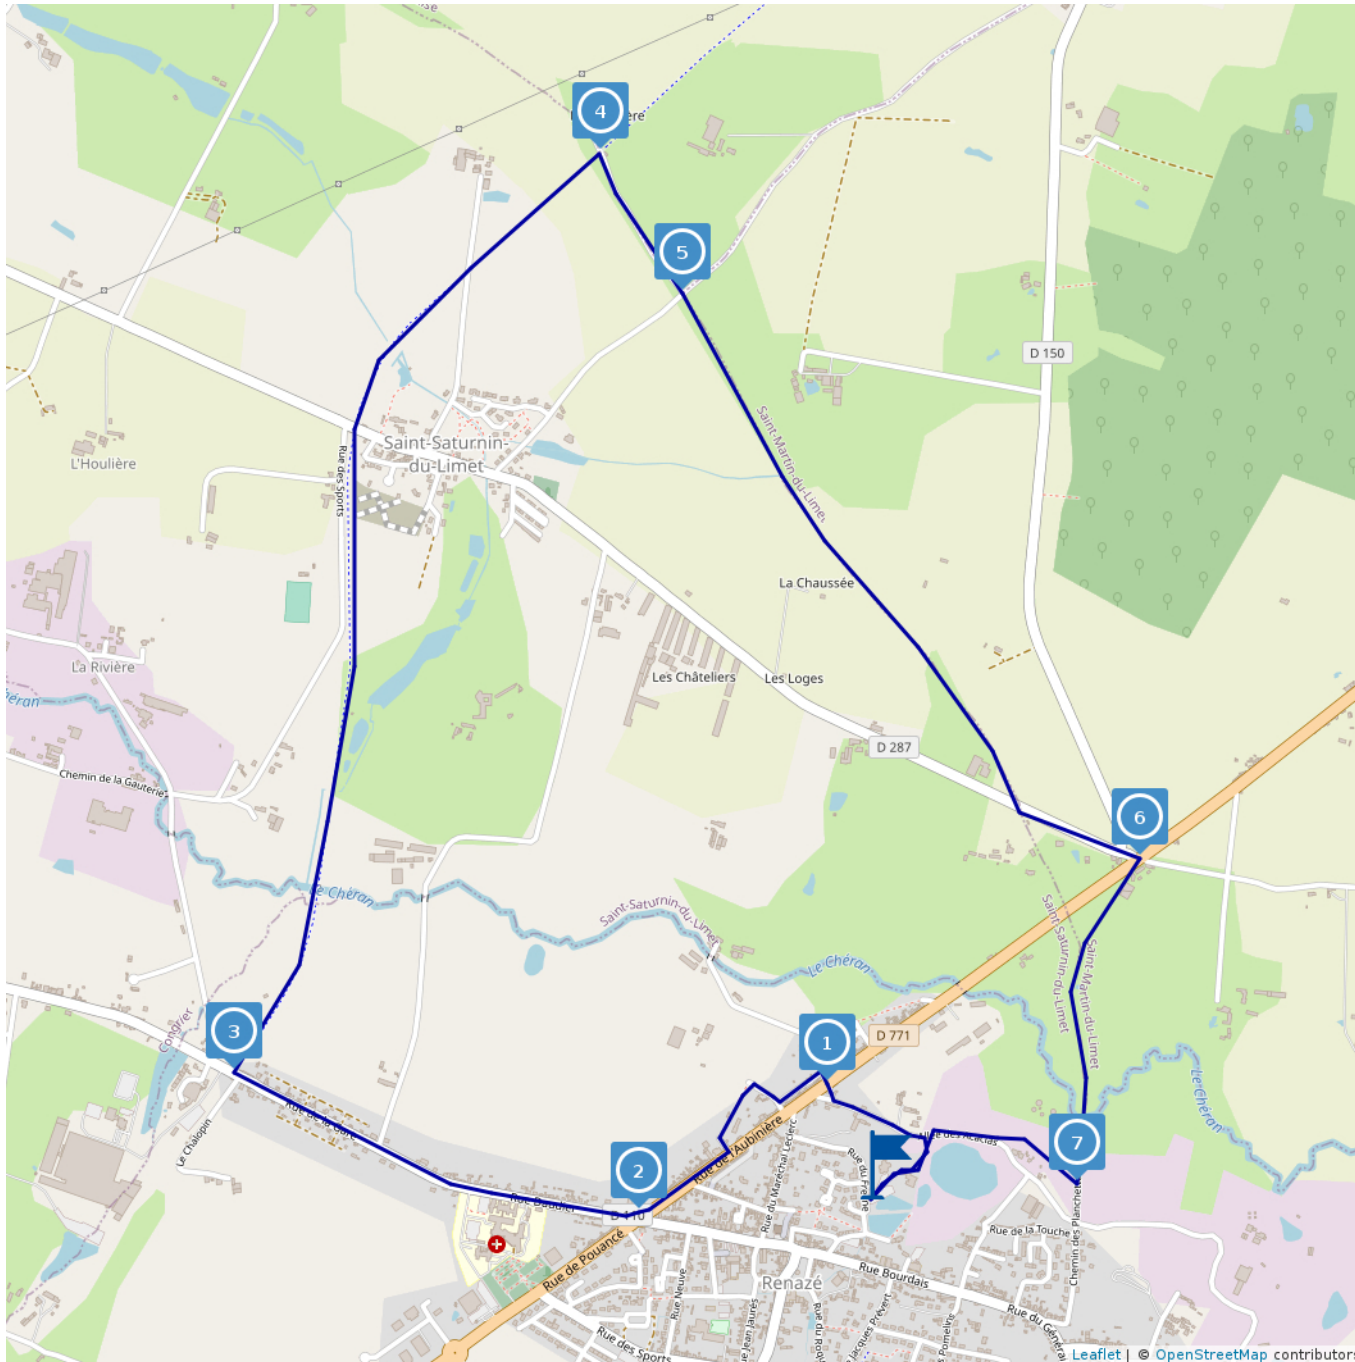 4
5
D 150
Saint-Martin-du-Limet
Saint-Saturnin-
du-Limet
L'Houlière
Rue des Sports
La Chaussée
La Rivière
Les Châteliers
Les Loges
D 287
Chemin de la Gauterie
6
Le Chéran
Saint-Saturnin-du-Limet
Le Chéran
Saint-Saturnin-du-Limet
Saint-Martin-du-Limet
Congrier
3
1
D 771
Le Chéran
Rue de la Gare
Le Chalopin
Rue de l'Aubinière
Rue du Maréchal Leclerc
Allée des Acacias
7
2
Rue du Fresne
Rue Daudier
D 110
Chemin des Planches
Rue de la Touche
Rue de Pouancé
Renazé
Rue Bourdais
Rue Neuve
Rue Jean Jaurès
Rue du Général
Rue des Sports
Jacques Prévert
Leaflet | © OpenStreetMap contributors